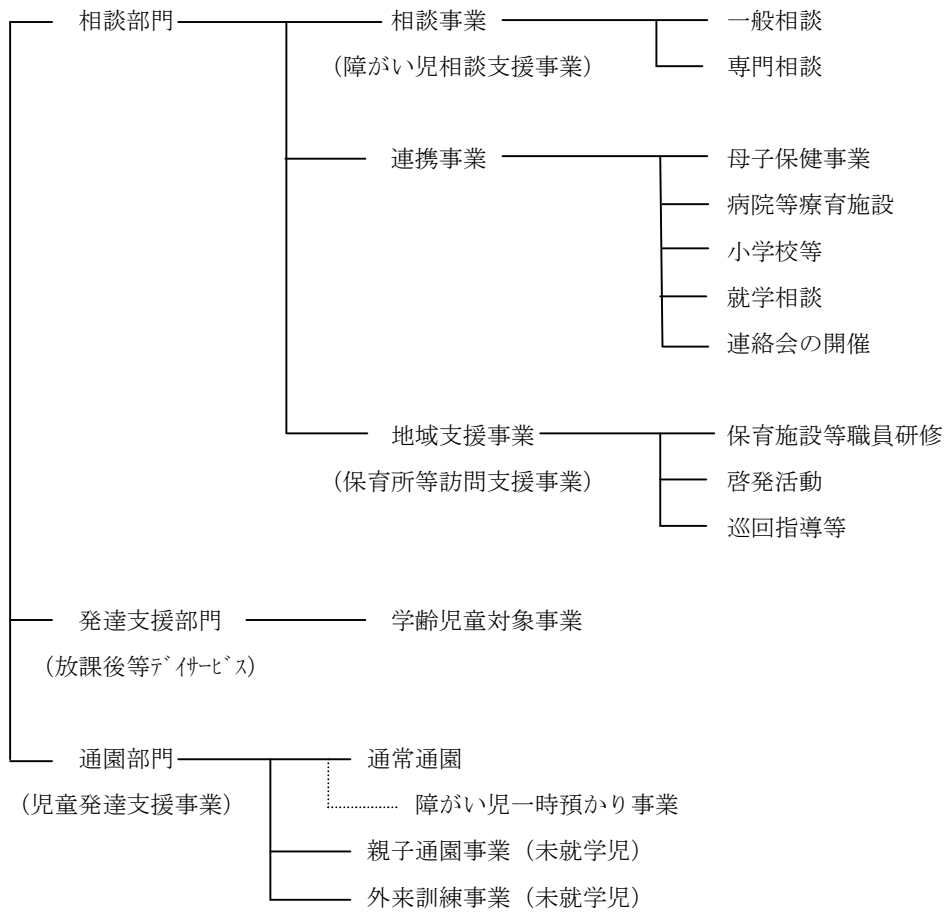 相談部門 相談事業 一般相談
(障がい児相談支援事業) 専門相談
連携事業 母子保健事業
病院等療育施設
小学校等
就学相談
連絡会の開催
地域支援事業 保育施設等職員研修
(保育所等訪問支援事業) 啓発活動
巡回指導等
発達支援部門 学齢児童対象事業
(放課後等デイサービス)
通園部門 通常通園
(児童発達支援事業) 障がい児一時預かり事業
親子通園事業(未就学児)
外来訓練事業(未就学児)